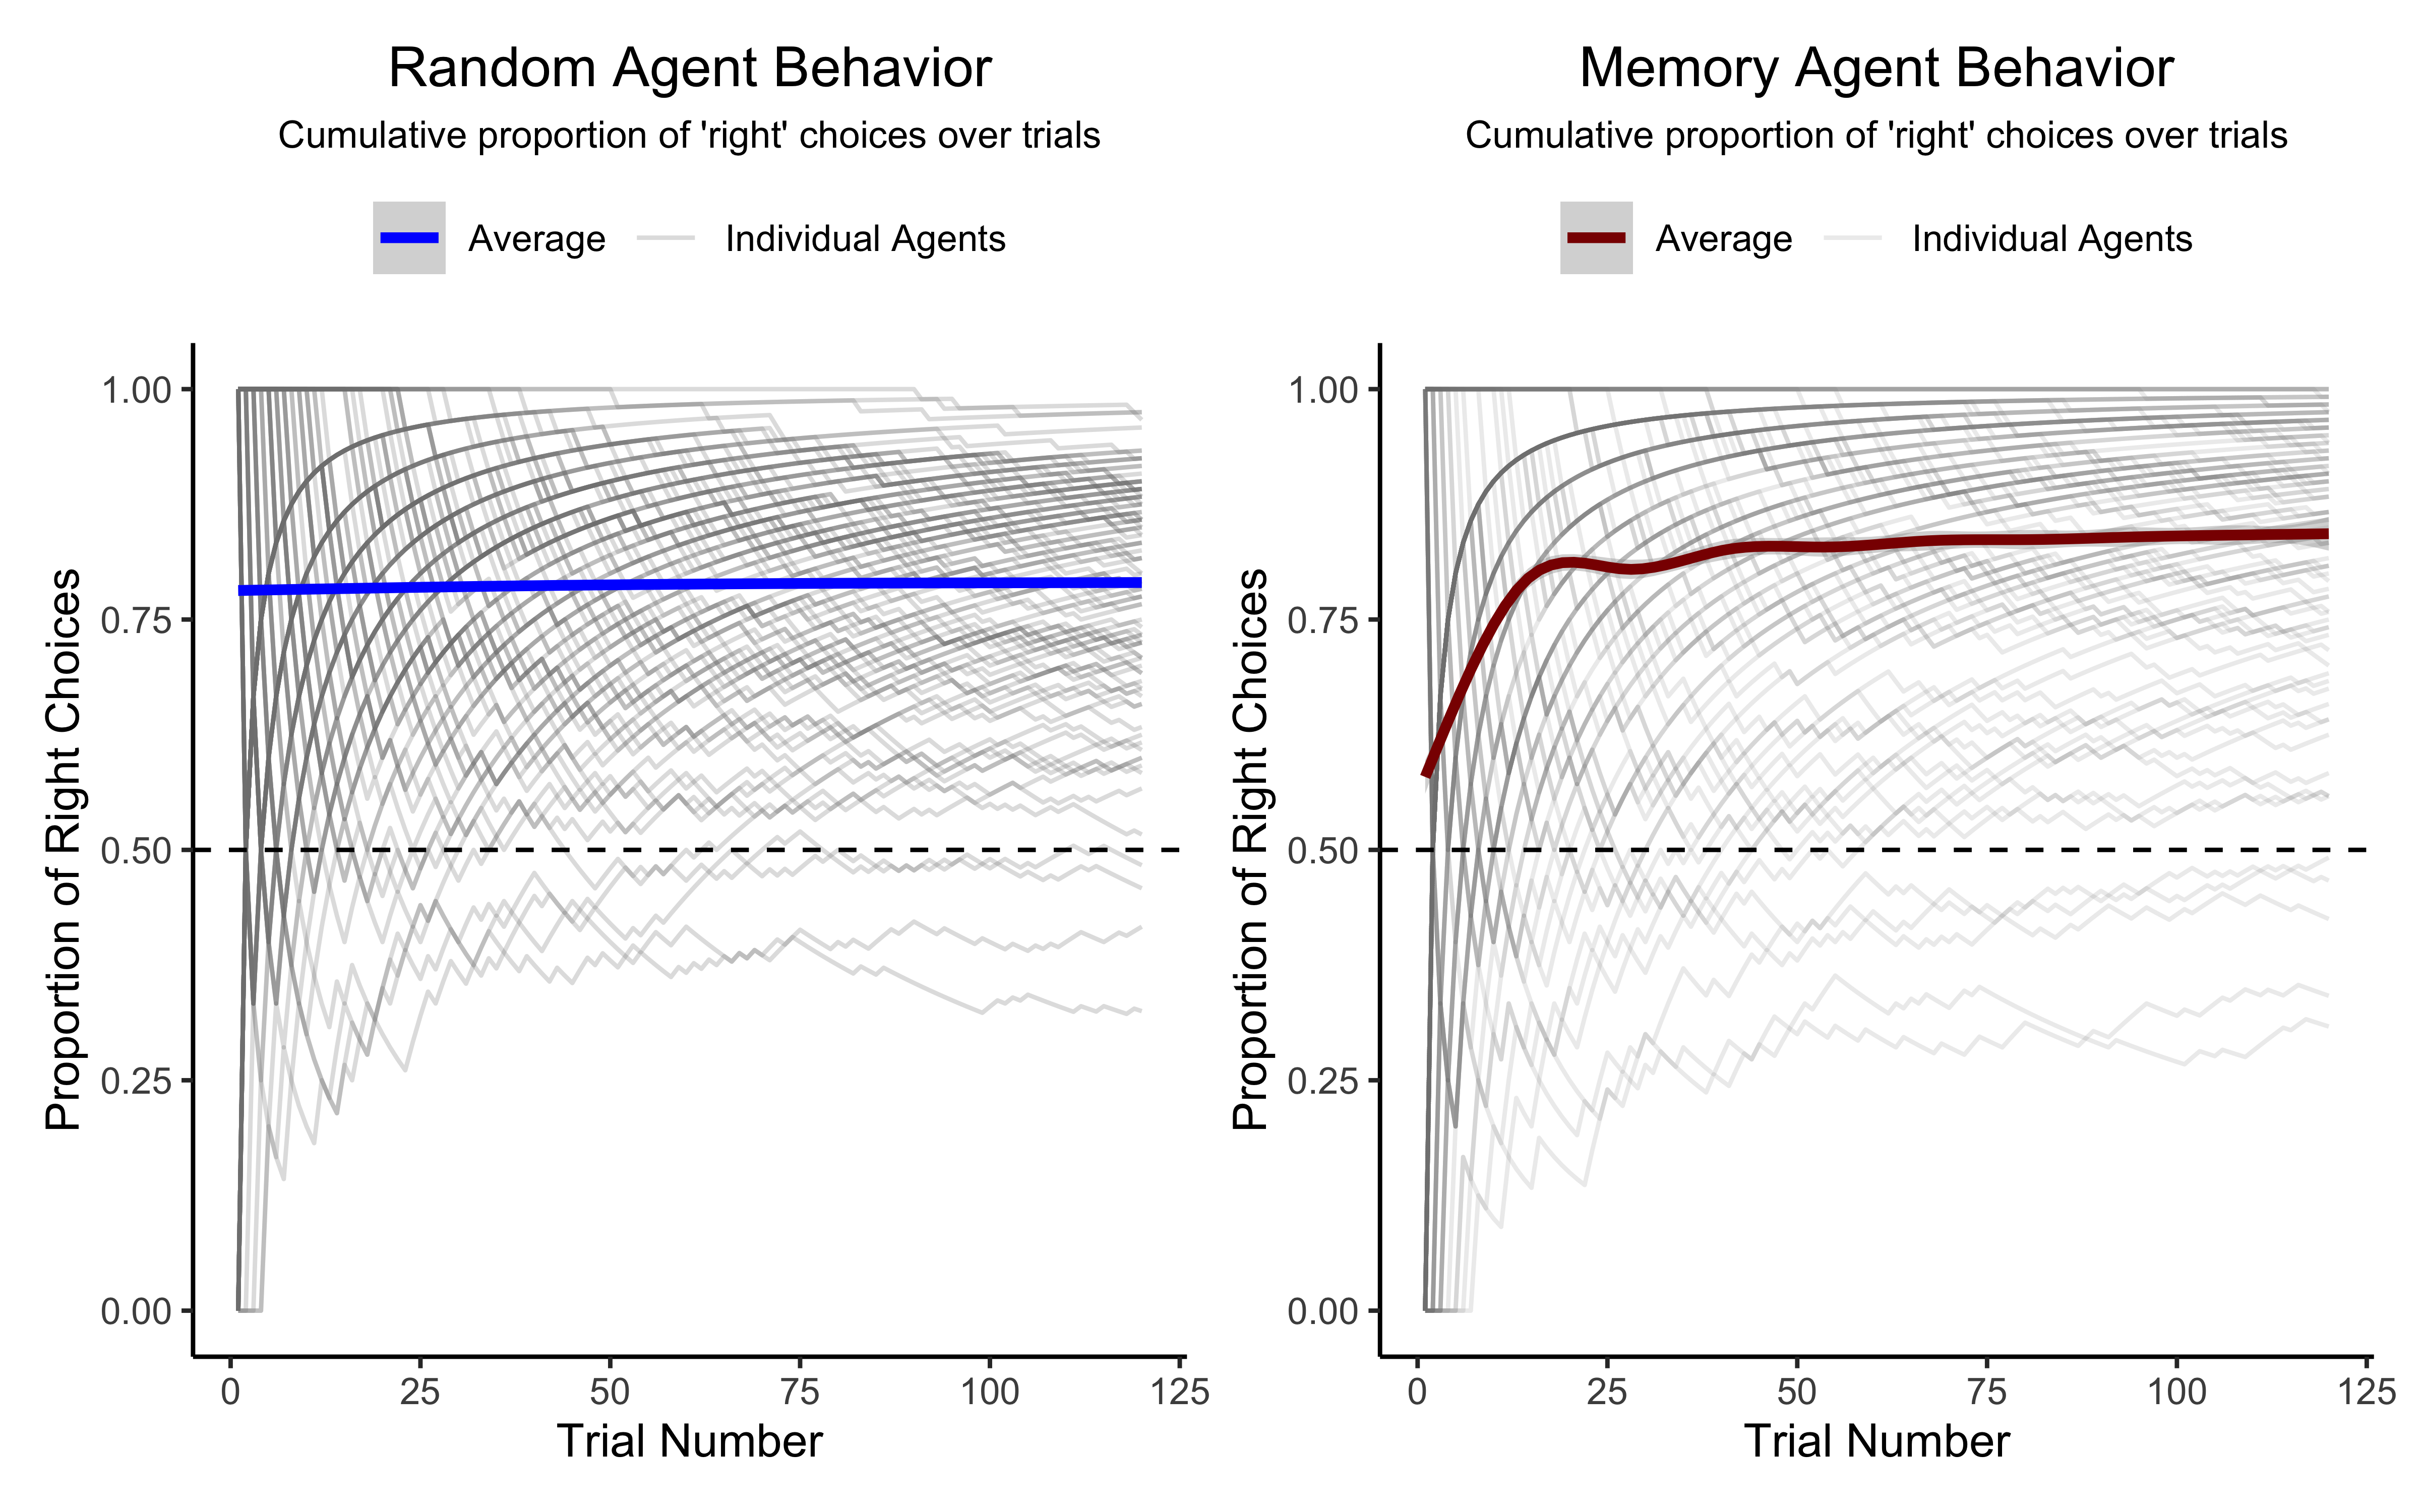 Random Agent Behavior
Cumulative proportion of 'right' choices over trials
Average
Individual Agents
Proportion of Right Choices
1.00
0.75
0.50
0.25
0.00
0
25
50
75
100
125
Trial Number
Memory Agent Behavior
Cumulative proportion of 'right' choices over trials
Average
Individual Agents
Proportion of Right Choices
1.00
0.75
0.50
0.25
0.00
0
25
50
75
100
125
Trial Number